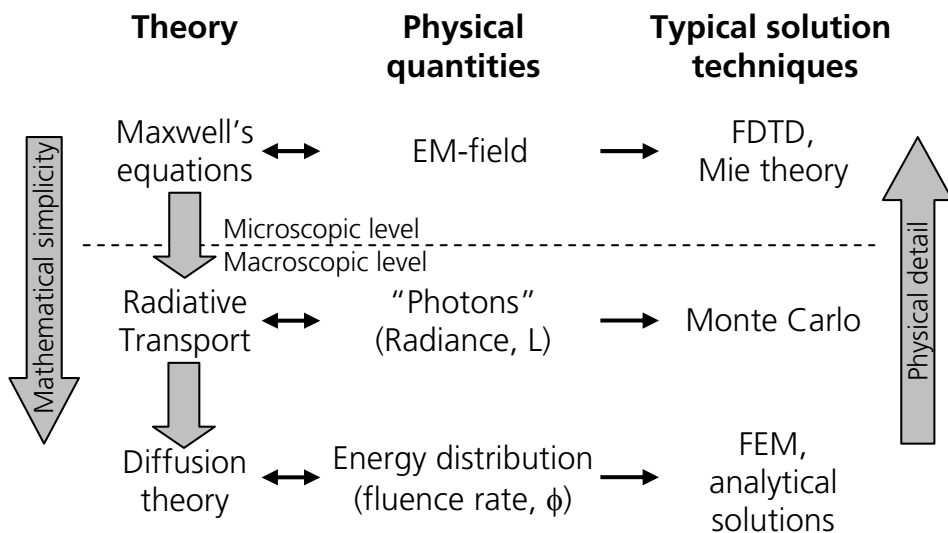 Theory
Physical
quantities
Typical solution
techniques
Maxwell's
equations
EM-field
FDTD,
Mie theory
Microscopic level
Macroscopic level
Radiative
Transport
“Photons”
(Radiance, L)
Monte Carlo
Diffusion
theory
Energy distribution
(fluence rate, ϕ)
FEM,
analytical
solutions
Mathematical simplicity
Physical detail